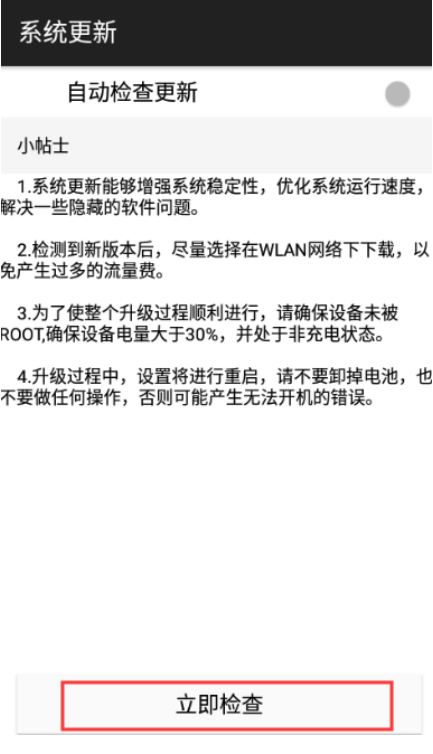 系统更新
自动检查更新
小帖士
1.系统更新能够增强系统稳定性，优化系统运行速度，
解决一些隐藏的软件问题。
2.检测到新版本后，尽量选择在WLAN网络下下载，以
免产生过多的流量费。
3.为了使整个升级过程顺利进行，请确保设备未被
ROOT,确保设备电量大于30%，并处于非充电状态。
4.升级过程中，设置将进行重启，请不要卸掉电池，也
不要做任何操作，否则可能产生无法开机的错误。
立即检查